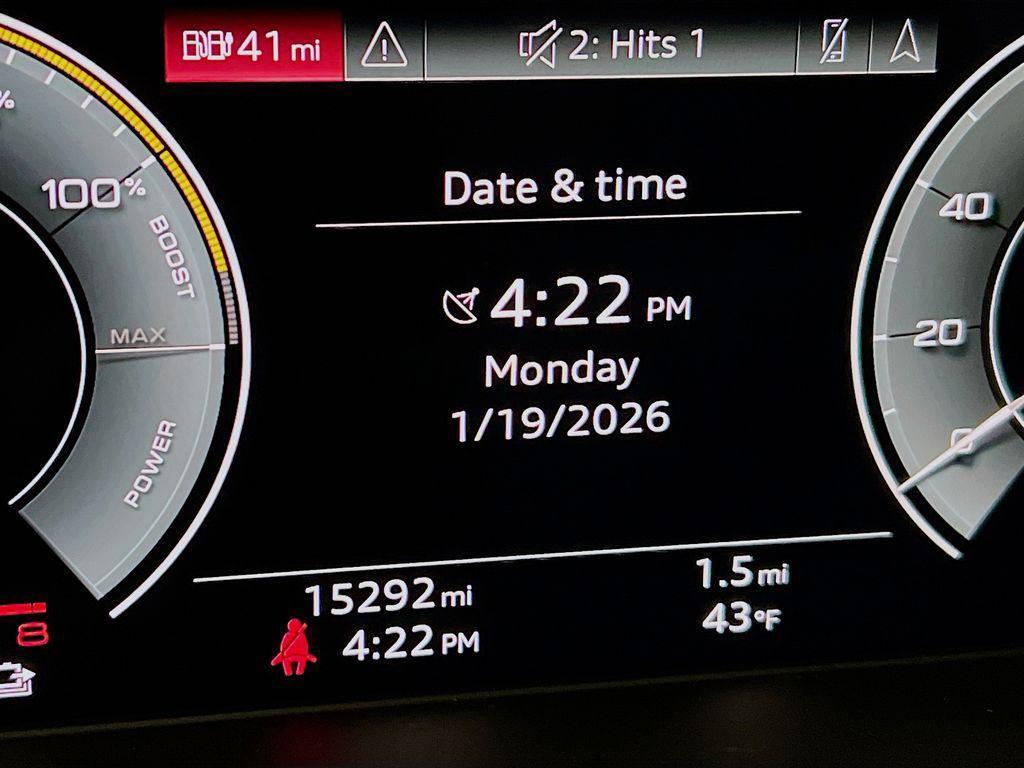 41 mi
2: Hits 1
%
100%
BOOST
MAX
POWER
Date & time
4:22 PM
Monday
1/19/2026
40
20
0
15292 mi
1.5 mi
4:22 PM
43°F
8